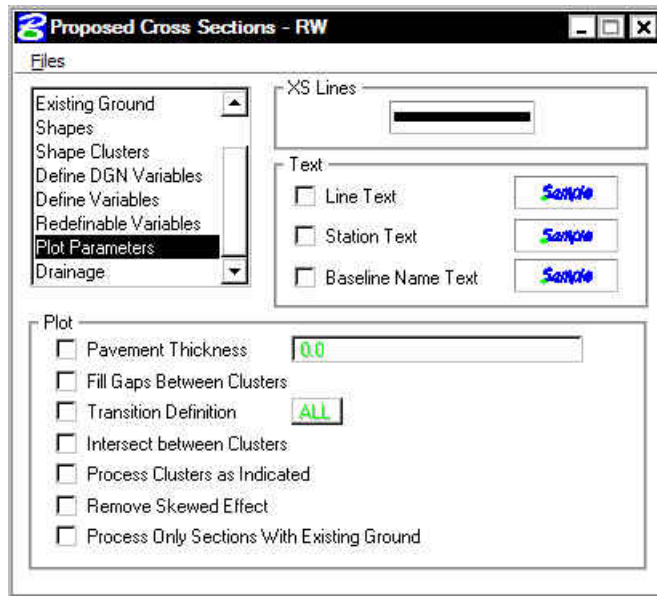 Proposed Cross Sections - RW
Files
Existing Ground
Shapes
Shape Clusters
Define DGN Variables
Define Variables
Redefinable Variables
Plot Parameters
Drainage
XS Lines
Text
Line Text
Sample
Station Text
Sample
Baseline Name Text
Sample
Plot
Pavement Thickness
0.0
Fill Gaps Between Clusters
Transition Definition
ALL
Intersect between Clusters
Process Clusters as Indicated
Remove Skewed Effect
Process Only Sections With Existing Ground